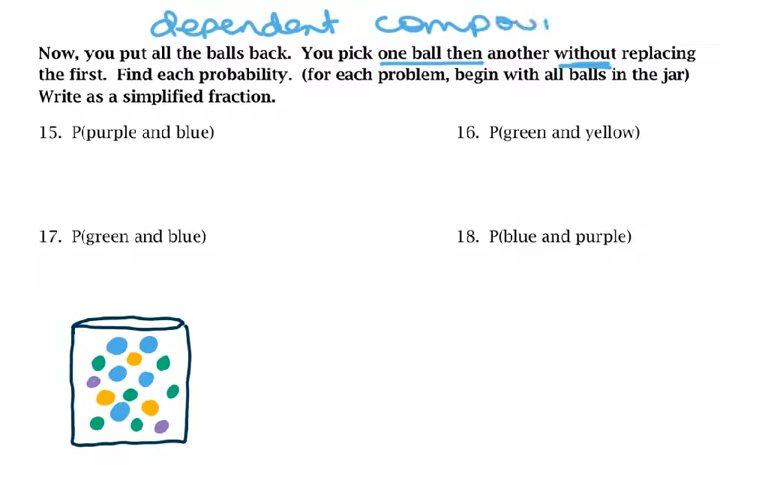 dependent compou
Now, you put all the balls back. You pick one ball then another without replacing
the first. Find each probability. (for each problem, begin with all balls in the jar)
Write as a simplified fraction.
15. P(purple and blue)
16. P(green and yellow)
17. P(green and blue)
18. P(blue and purple)